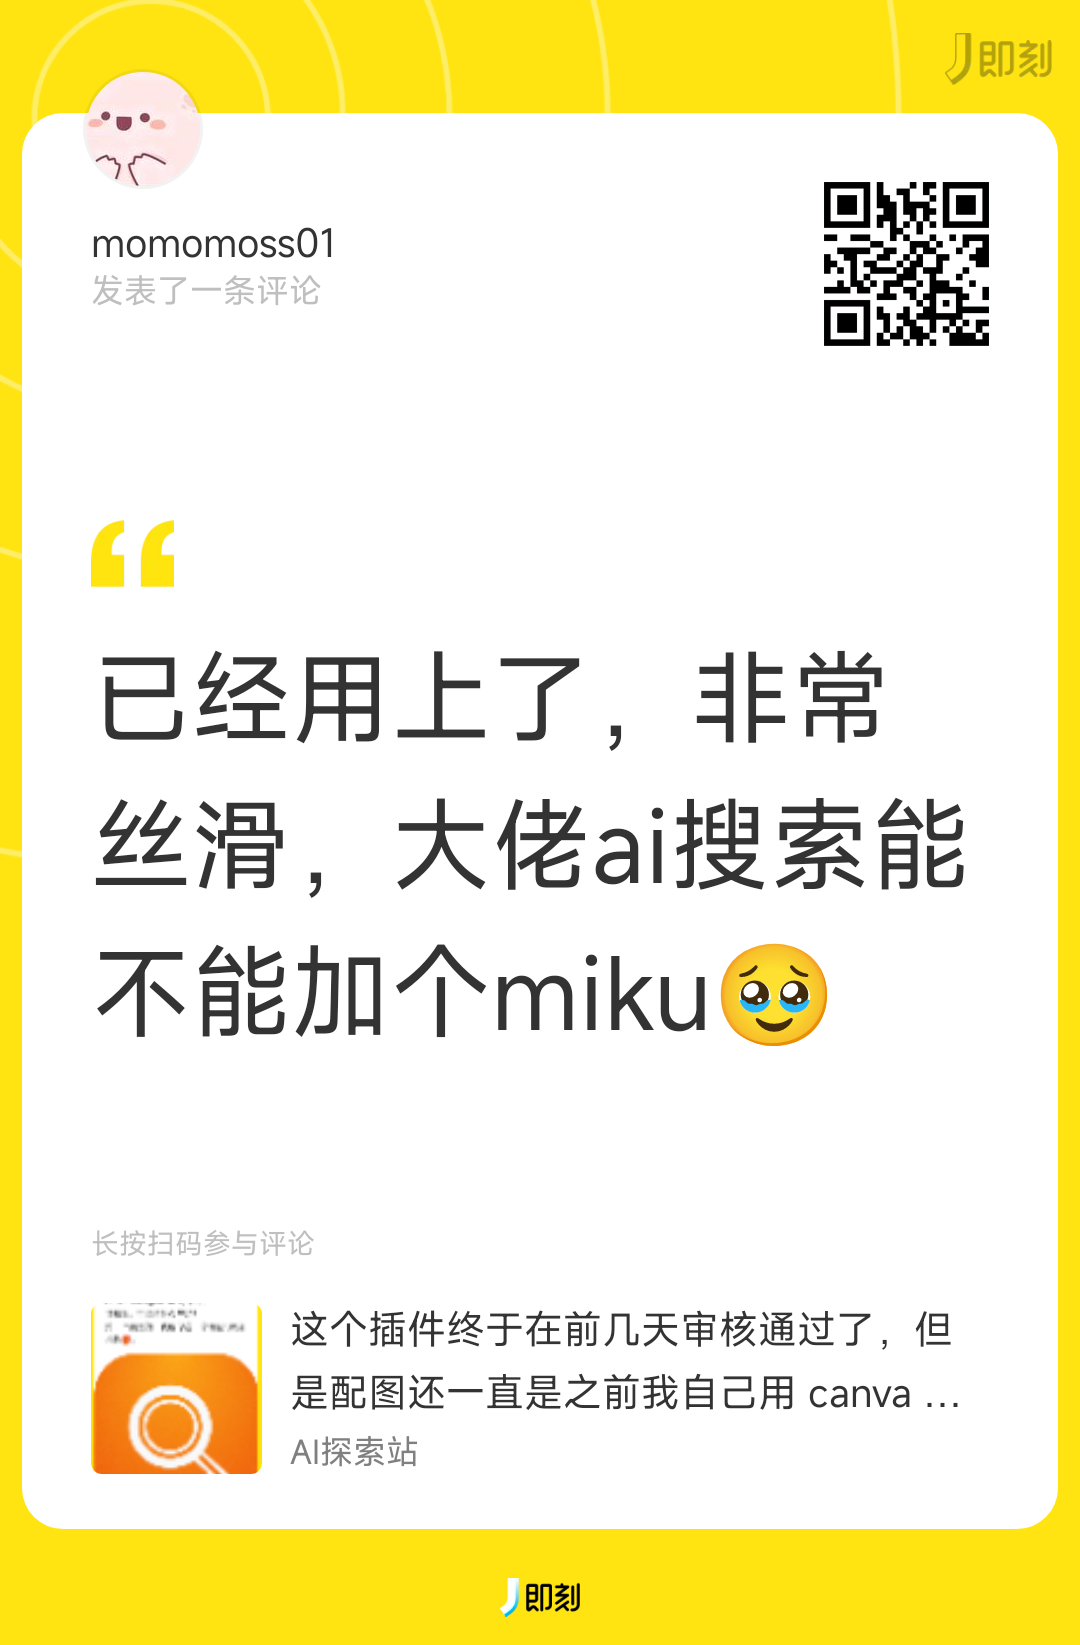 即刻
momomoss01
发表了一条评论
已经用上了，非常
丝滑，大佬ai搜索能
不能加个miku🥹
长按扫码参与评论
这个插件终于在前几天审核通过了，但
是配图还一直是之前我自己用 canva ...
AI探索站
即刻